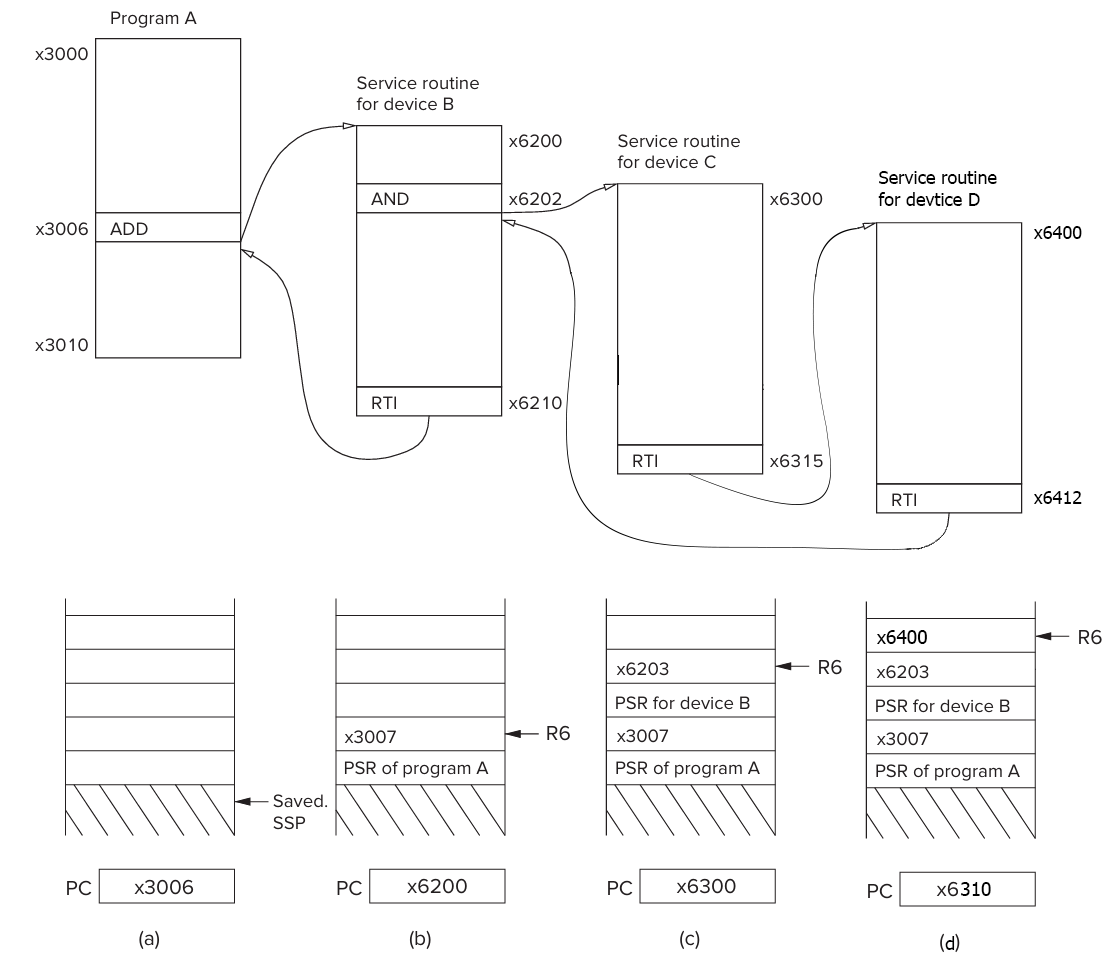 Program A
x3000
x3006
ADD
x3010
Service routine
for device B
x6200
AND
x6202
RTI
x6210
Service routine
for device C
x6300
RTI
x6315
Service routine
for devtice D
x6400
RTI
x6412
Saved.
SSP
PC
x3006
(a)
x3007
R6
PSR of program A
PC
x6200
(b)
x6203
R6
PSR for device B
x3007
PSR of program A
PC
x6300
(c)
x6400
R6
x6203
PSR for device B
x3007
PSR of program A
PC
x6310
(d)